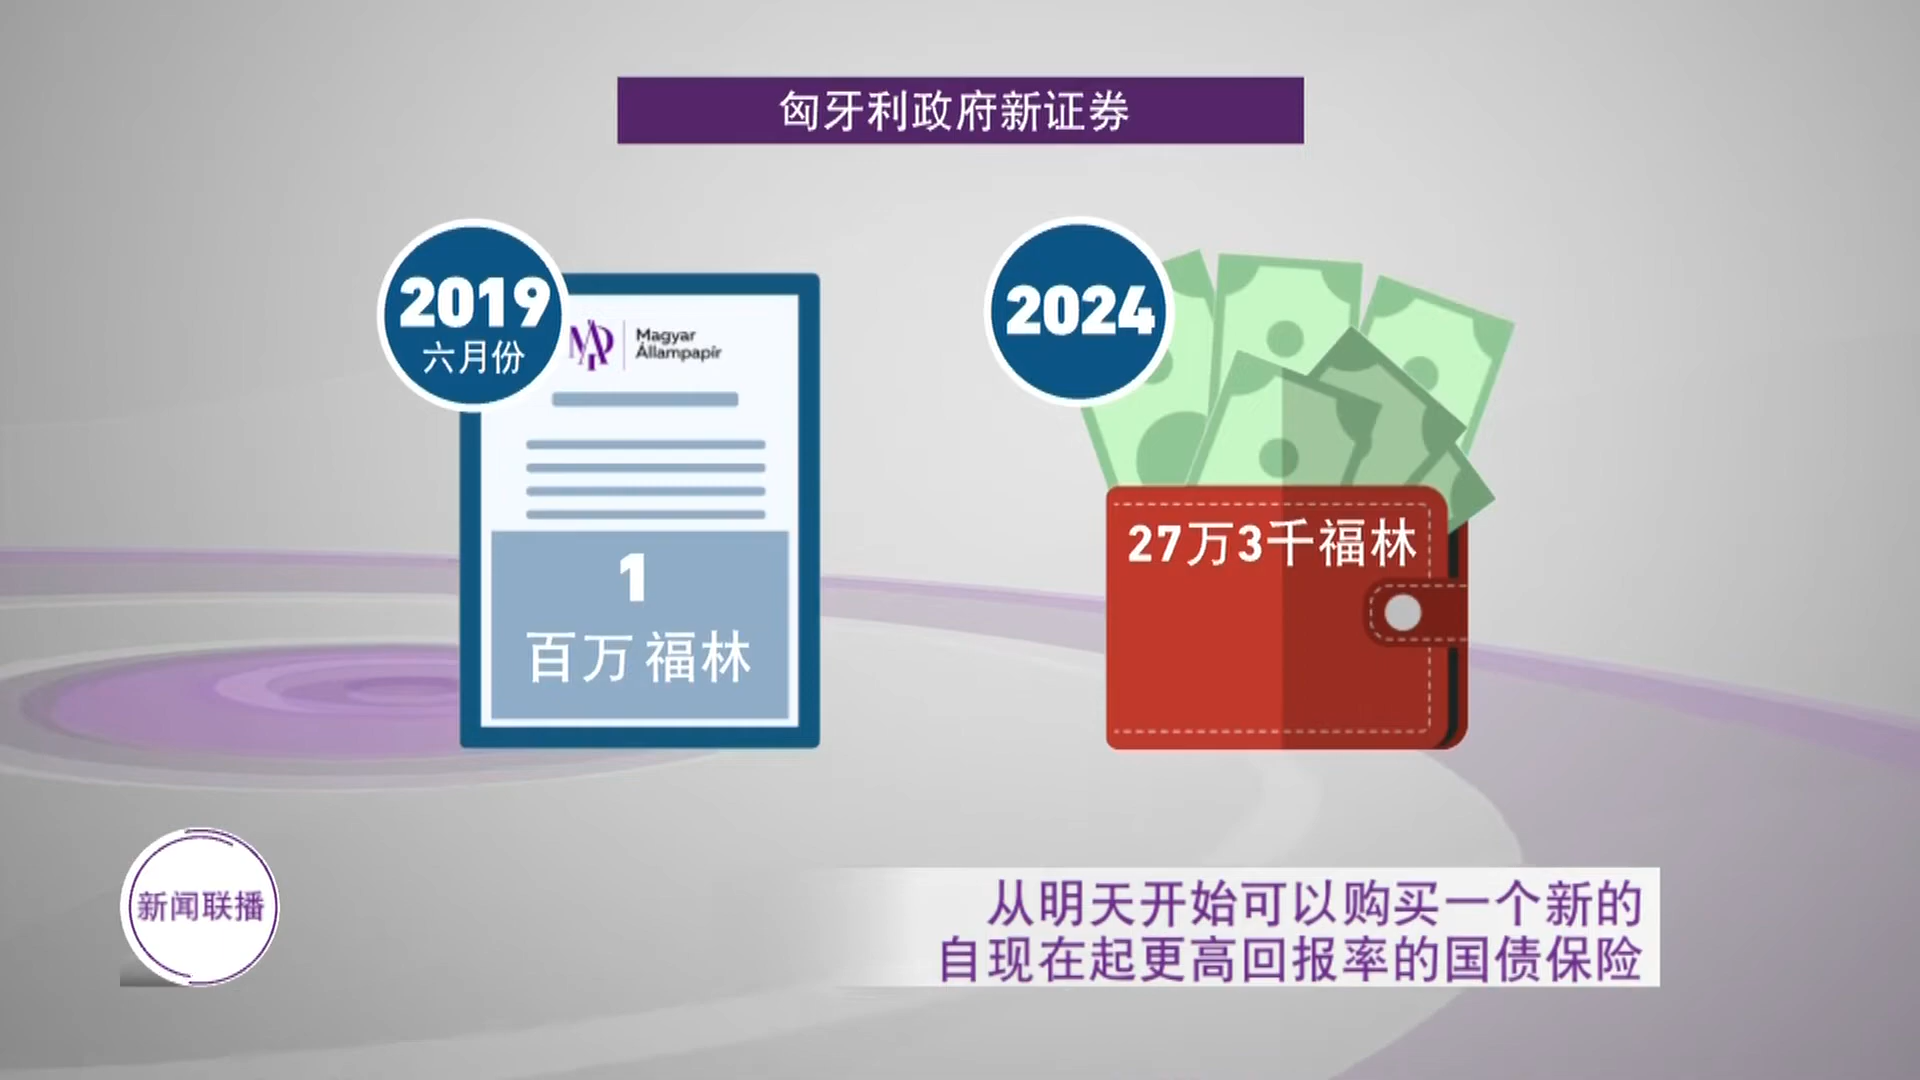 匈牙利政府新证券
2019
六月份
Magyar
Állampapír
1
百万 福林
2024
27万3千福林
新闻联播
从明天开始可以购买一个新的
自现在起更高回报率的国债保险